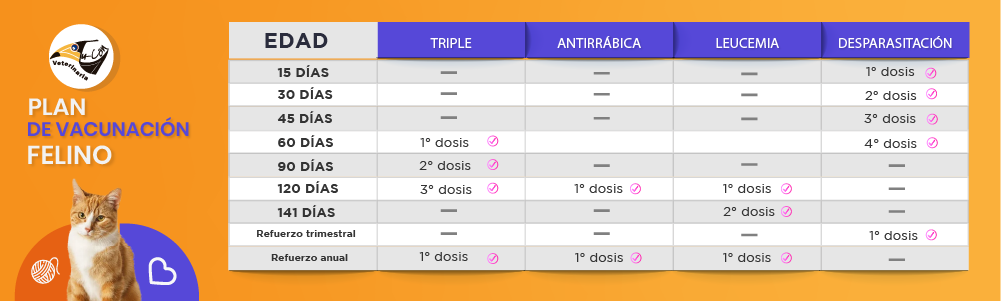 Veterinaria
PLAN
DE VACUNACIÓN
FELINO
EDAD TRIPLE ANTIRRÁBICA LEUCEMIA DESPARASITACIÓN
15 DÍAS — — — 1° dosis
30 DÍAS — — — 2° dosis
45 DÍAS — — — 3° dosis
60 DÍAS 1° dosis 4° dosis
90 DÍAS 2° dosis — — —
120 DÍAS 3° dosis 1° dosis 1° dosis —
141 DÍAS — — 2° dosis —
Refuerzo trimestral — — — 1° dosis
Refuerzo anual 1° dosis 1° dosis 1° dosis —